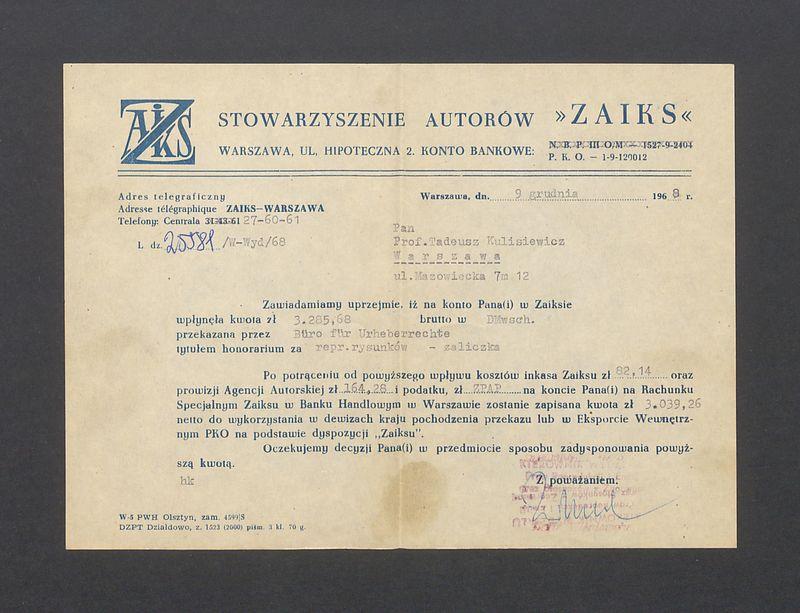 ZAIKS
STOWARZYSZENIE AUTORÓW »ZAIKS«
WARSZAWA, UL, HIPOTECZNA 2. KONTO BANKOWE: N. B. P. III O/M — 1527-9-2404
P. K. O. — 1-9-120012
Adres telegraficzny
Adresse télégraphique ZAIKS—WARSZAWA
Telefony: Centrala 31-43-61 27-60-61
Warszawa, dn. 9 grudnia 1968 r.
L. dz. 25581 /W-Wyd/68
Pan
Prof.Tadeusz Kulisiewicz
Warszawa
ul.Mazowiecka 7m 12
Zawiadamiamy uprzejmie, iż na konto Pana(i) w Zaiksie
wpłynęła kwota zł 3.285,68 brutto w DMwsch.
przekazana przez Büro für Urheberrechte
tytułem honorarium za repr.rysunków - zaliczka
Po potrąceniu od powyższego wpływu kosztów inkasa Zaiksu zł 82,14 oraz
prowizji Agencji Autorskiej zł 164,28 i podatku, zł ZPAP na koncie Pana(i) na Rachunku
Specjalnym Zaiksu w Banku Handlowym w Warszawie zostanie zapisana kwota zł 3.039,26
netto do wykorzystania w dewizach kraju pochodzenia przekazu lub w Eksporcie Wewnętrz-
nym PKO na podstawie dyspozycji „Zaiksu".
Oczekujemy decyzji Pana(i) w przedmiocie sposobu zadysponowania powyż-
szą kwotą.
hk
Z poważaniem.
KIEROWNIK
W-5 PWH Olsztyn, zam. 4599/S
DZPT Działdowo, z. 1523 (2000) piśm. 3 kl. 70 g.